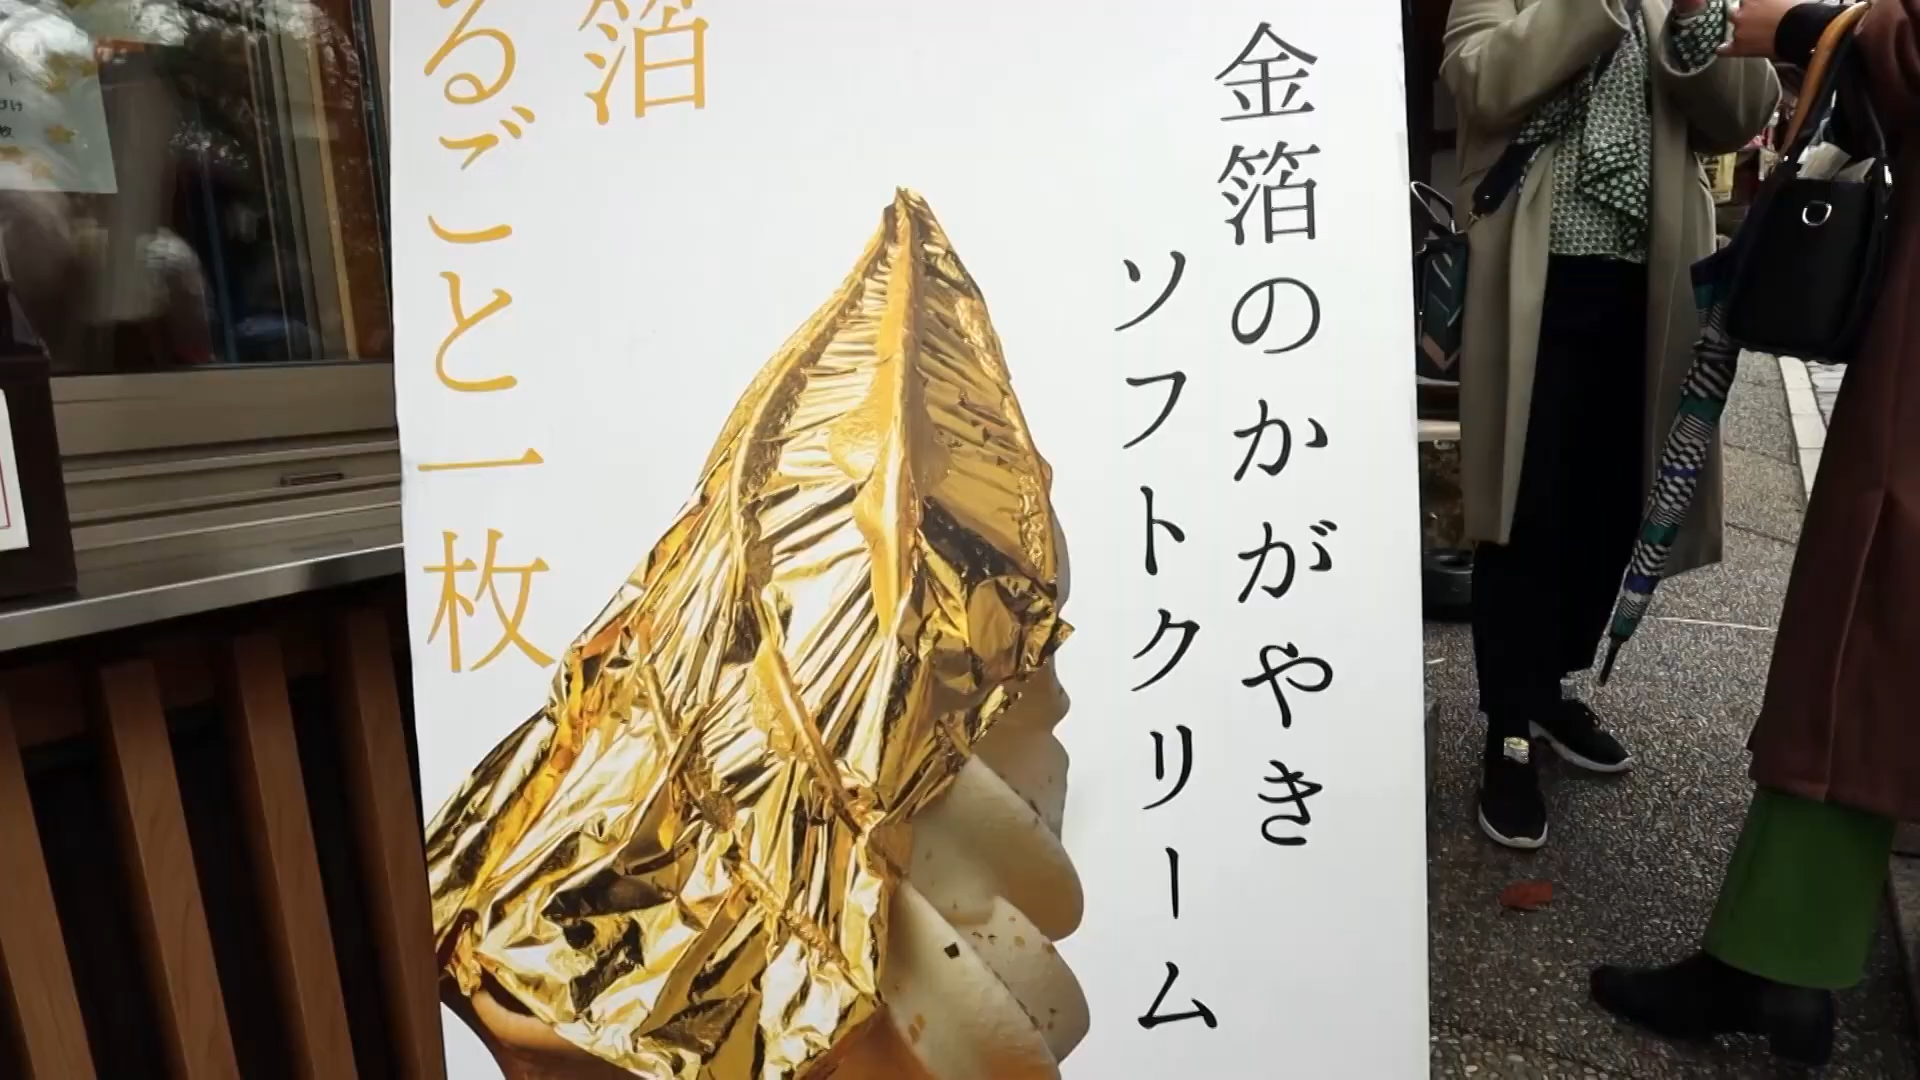 金箔のかがやき
ソフトクリーム
箔
るごと一枚